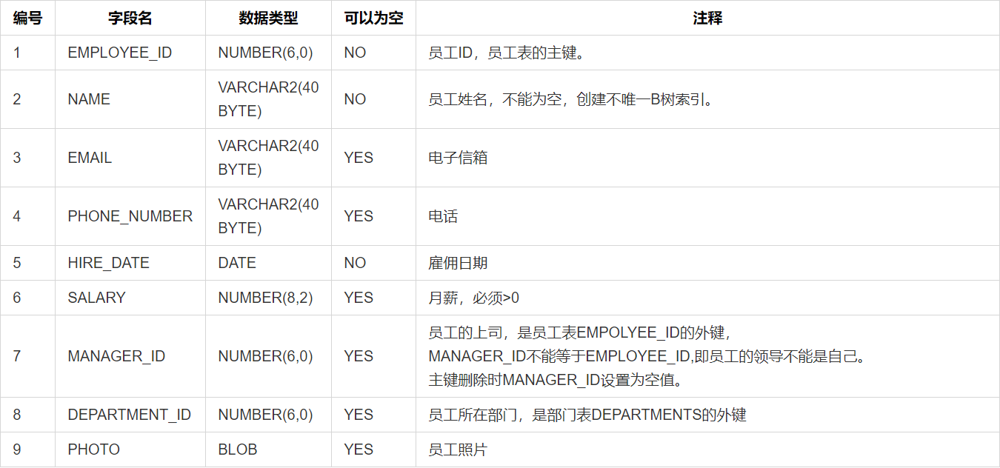 编号 字段名 数据类型 可以为空 注释
1 EMPLOYEE_ID NUMBER(6,0) NO 员工ID，员工表的主键。
2 NAME VARCHAR2(40 BYTE) NO 员工姓名，不能为空，创建不唯一B树索引。
3 EMAIL VARCHAR2(40 BYTE) YES 电子信箱
4 PHONE_NUMBER VARCHAR2(40 BYTE) YES 电话
5 HIRE_DATE DATE NO 雇佣日期
6 SALARY NUMBER(8,2) YES 月薪，必须>0
7 MANAGER_ID NUMBER(6,0) YES 员工的上司，是员工表EMPOLYEE_ID的外键，
MANAGER_ID不能等于EMPLOYEE_ID,即员工的领导不能是自己。
主键删除时MANAGER_ID设置为空值。
8 DEPARTMENT_ID NUMBER(6,0) YES 员工所在部门，是部门表DEPARTMENTS的外键
9 PHOTO BLOB YES 员工照片